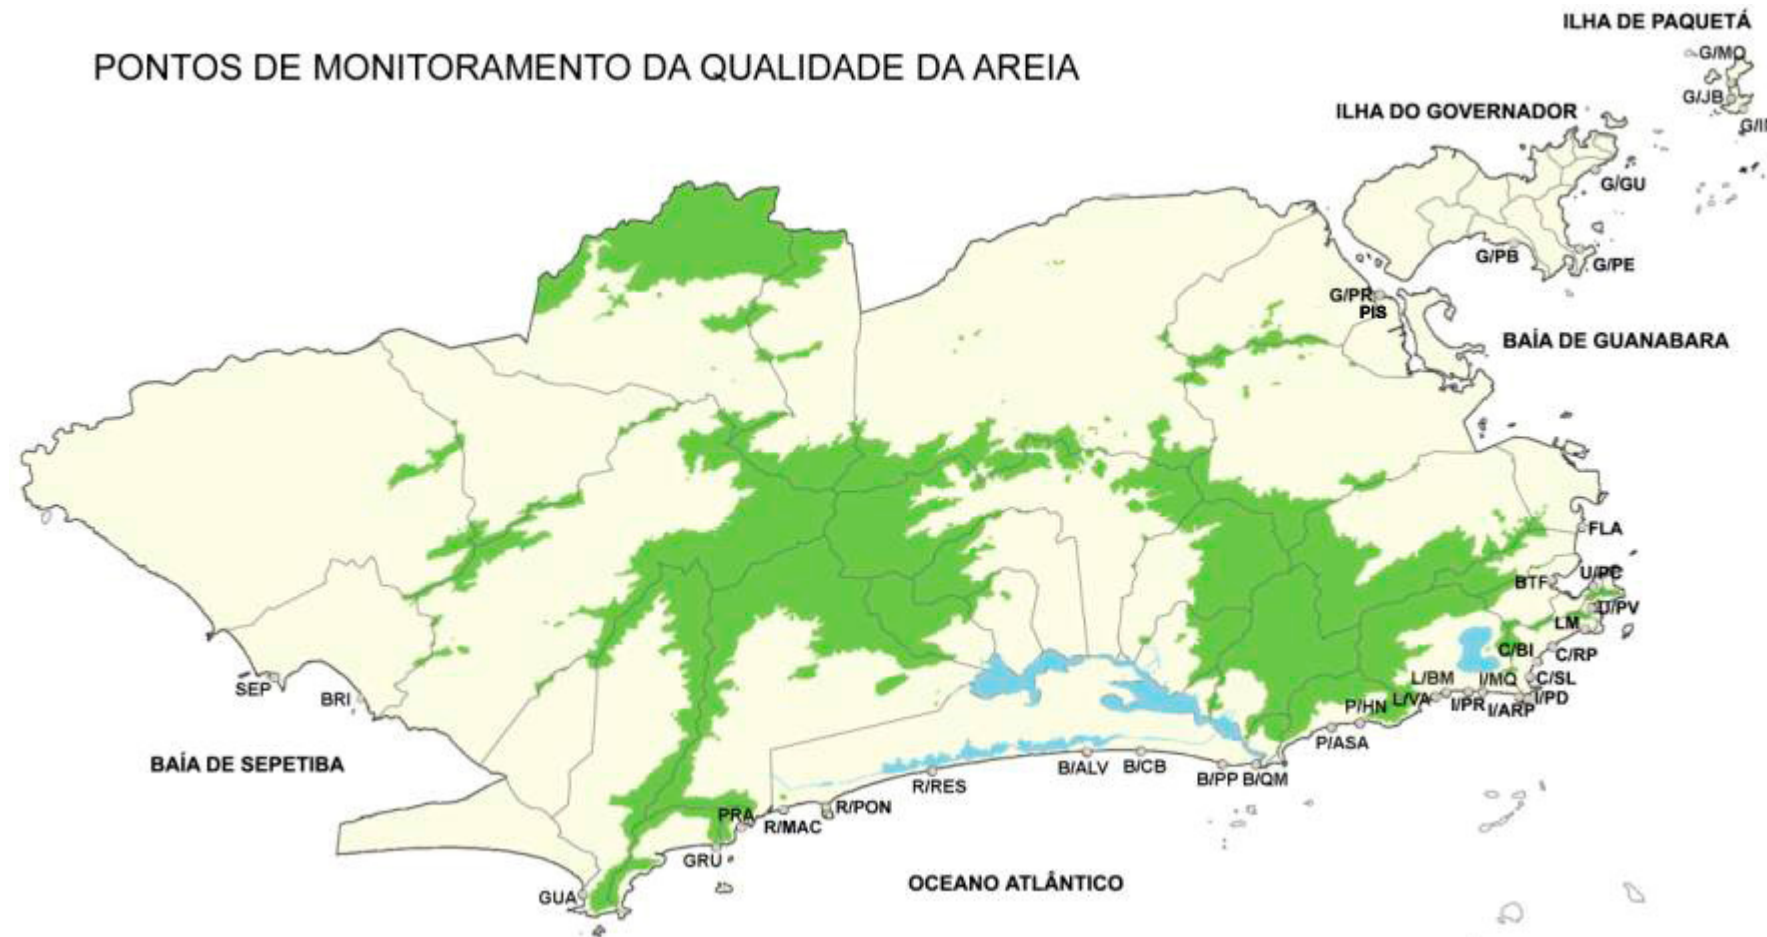 ILHA DE PAQUETÁ
PONTOS DE MONITORAMENTO DA QUALIDADE DA AREIA
G/MO
G/JB
ILHA DO GOVERNADOR
G/GU
G/PB
G/PE
G/PR
PIS
BAÍA DE GUANABARA
FLA
BTF
U/PC
U/PV
LM
C/BI
C/RP
C/SL
L/BM
I/MQ
L/VA
I/PR
I/PD
I/ARP
P/HN
P/ASA
SEP
BRI
BAÍA DE SEPETIBA
B/ALV
B/CB
B/PP
B/QM
R/RES
R/PON
PRA
R/MAC
GRU
GUA
OCEANO ATLÂNTICO